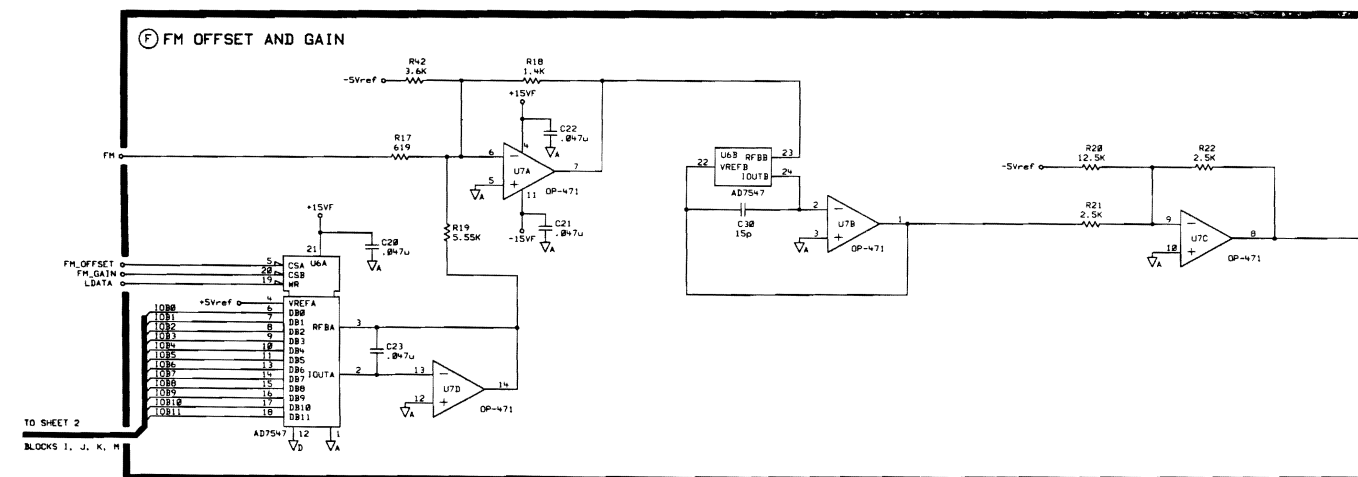 F FM OFFSET AND GAIN
R42
3.6K
-5Vref
R18
1.4K
+15VF
C22
.047u
4
A
R17
619
FM
6
-
U7A
7
5
+
A
OP-471
11
C21
.047u
-15VF
A
R19
5.55K
22
U6B RFBB 23
VREFB
IOUTB 24
AD7547
C30
15p
2
-
U7B
1
3
+
A
OP-471
R20
12.5K
-5Vref
R22
2.5K
R21
2.5K
9
-
U7C
8
10
+
A
OP-471
+15VF
C20
.047u
A
21
U6A
FM_OFFSET 5 CSA
FM_GAIN 20 CSB
LDATA 19 WR
+5Vref 4 VREFA
IOB0 6 DB0
IOB1 7 DB1
IOB2 8 DB2
IOB3 9 DB3
IOB4 10 DB4
IOB5 11 DB5
IOB6 13 DB6
IOB7 14 DB7
IOB8 15 DB8
IOB9 16 DB9
IOB10 17 DB10
IOB11 18 DB11
RFBA 3
C23
.047u
IOUTA 2
13
-
U7D
14
12
+
A
OP-471
AD7547 12 1
D A
TO SHEET 2
BLOCKS I, J, K, M